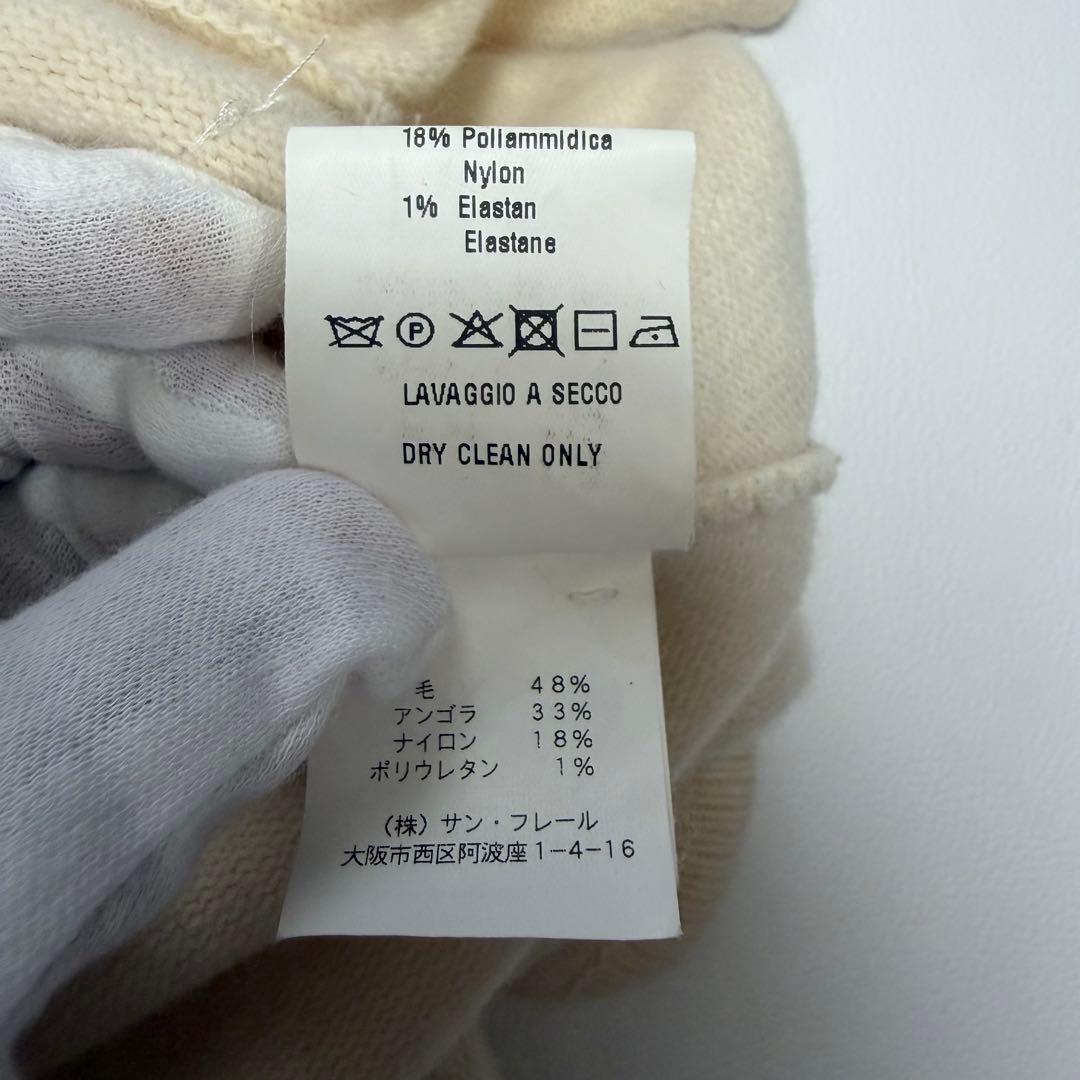 18% Poliammidica
Nylon
1% Elastan
Elastane
P
LAVAGGIO A SECCO
DRY CLEAN ONLY
毛 48%
アンゴラ 33%
ナイロン 18%
ポリウレタン 1%
(株)サン・フレール
大阪市西区阿波座1-4-16